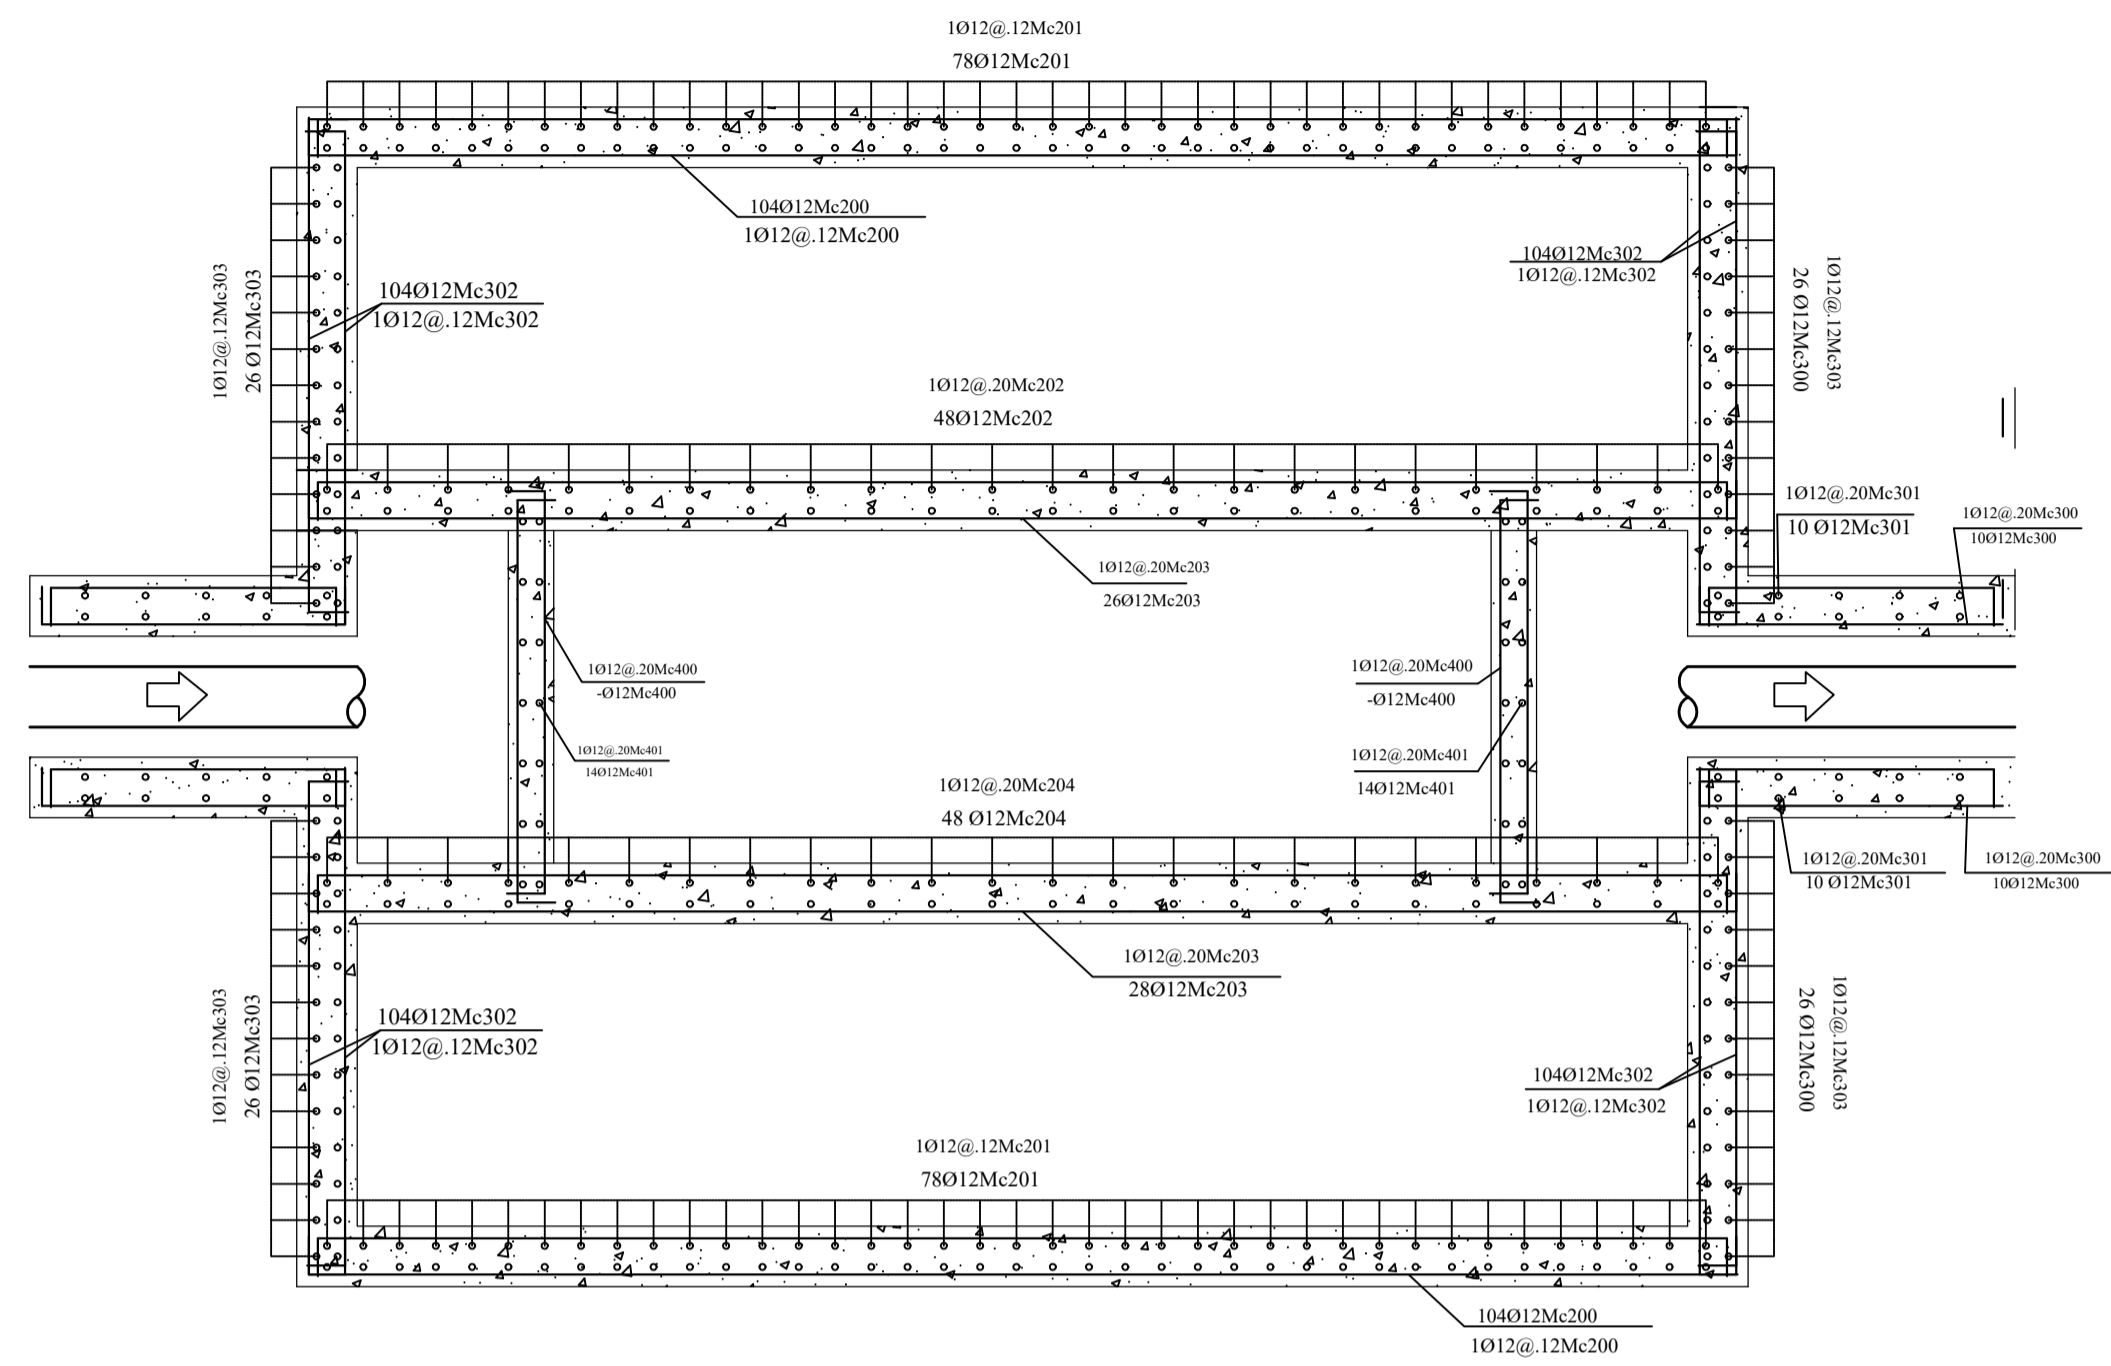 1Ø12@.12Mc201
78Ø12Mc201
104Ø12Mc200
1Ø12@.12Mc200
104Ø12Mc302
1Ø12@.12Mc302
1Ø12@.12Mc303
26 Ø12Mc303
104Ø12Mc302
1Ø12@.12Mc302
1Ø12@.12Mc303
26 Ø12Mc300
1Ø12@.20Mc202
48Ø12Mc202
1Ø12@.20Mc301
10 Ø12Mc301
1Ø12@.20Mc300
10Ø12Mc300
1Ø12@.20Mc203
26Ø12Mc203
1Ø12@.20Mc400
-Ø12Mc400
1Ø12@.20Mc400
-Ø12Mc400
1Ø12@.20Mc401
14Ø12Mc401
1Ø12@.20Mc401
14Ø12Mc401
1Ø12@.20Mc204
48 Ø12Mc204
1Ø12@.20Mc301
10 Ø12Mc301
1Ø12@.20Mc300
10Ø12Mc300
1Ø12@.20Mc203
28Ø12Mc203
1Ø12@.12Mc303
26 Ø12Mc303
104Ø12Mc302
1Ø12@.12Mc302
104Ø12Mc302
1Ø12@.12Mc302
1Ø12@.12Mc303
26 Ø12Mc300
1Ø12@.12Mc201
78Ø12Mc201
104Ø12Mc200
1Ø12@.12Mc200